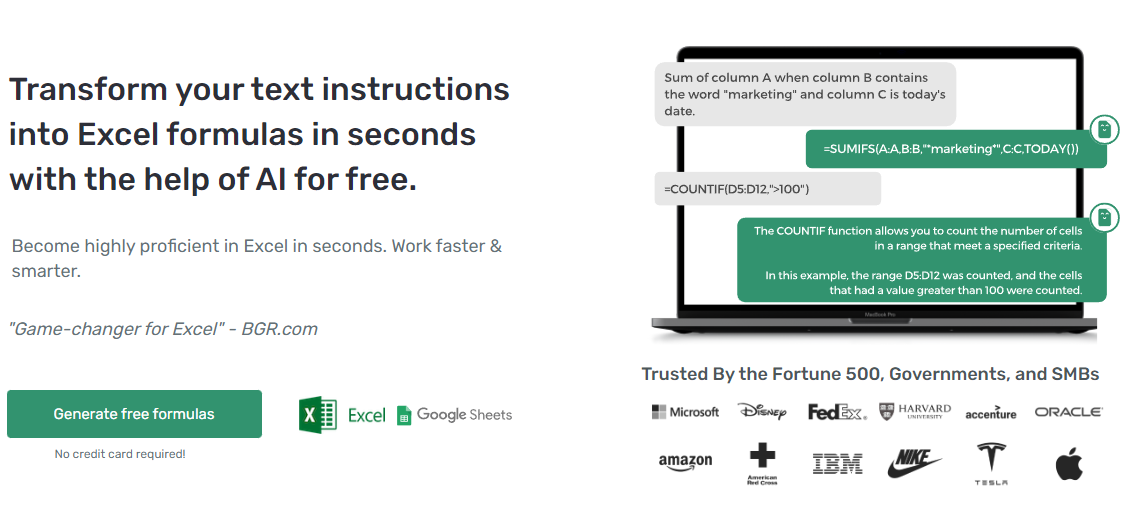 Transform your text instructions
into Excel formulas in seconds
with the help of AI for free.
Become highly proficient in Excel in seconds. Work faster &
smarter.
"Game-changer for Excel" - BGR.com
Generate free formulas
No credit card required!
X
Excel
Google Sheets
Sum of column A when column B contains
the word "marketing" and column C is today's
date.
=SUMIFS(A:A,B:B,"*marketing*",C:C,TODAY())
=COUNTIF(D5:D12,">100")
The COUNTIF function allows you to count the number of cells
in a range that meet a specified criteria.
In this example, the range D5:D12 was counted, and the cells
that had a value greater than 100 were counted.
MacBook Pro
Trusted By the Fortune 500, Governments, and SMBs
Microsoft
Disney
FedEx®
HARVARD
UNIVERSITY
accenture
ORACLE
amazon
American
Red Cross
IBM
NIKE
TESLA